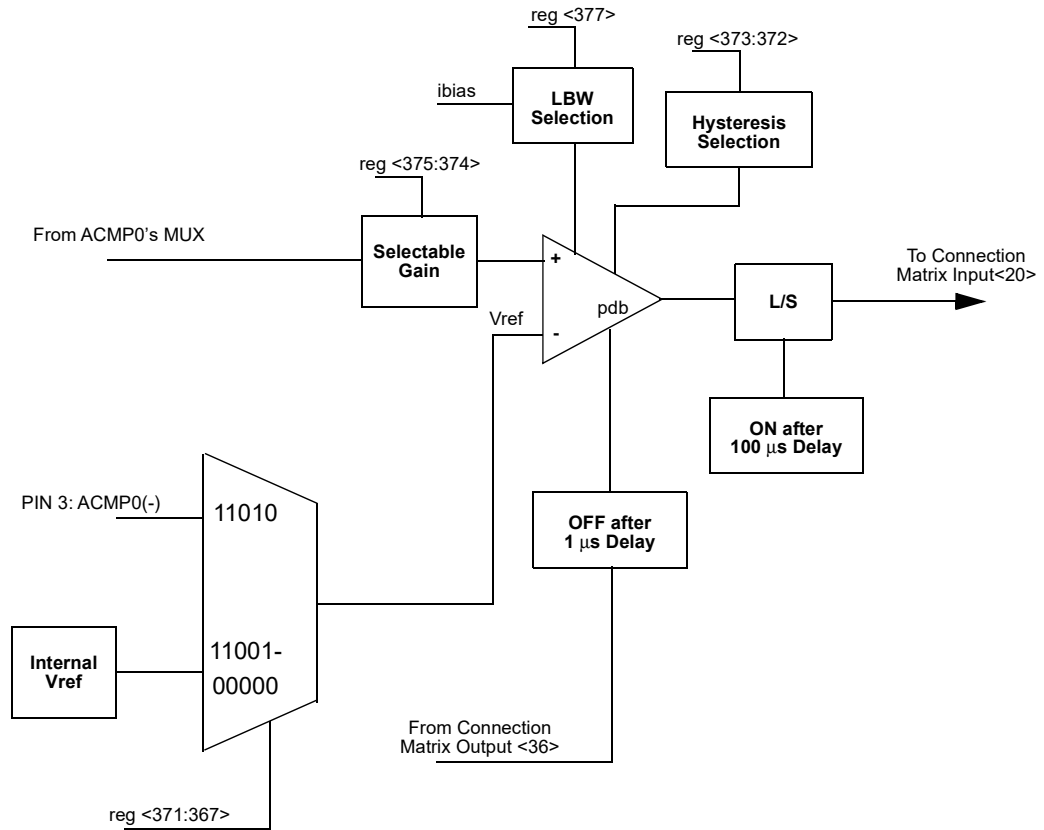 reg <377>
reg <373:372>
ibias
LBW
Selection
Hysteresis
Selection
reg <375:374>
From ACMP0's MUX
Selectable
Gain
+
To Connection
Matrix Input<20>
L/S
pdb
Vref
-
ON after
100 μs Delay
PIN 3: ACMP0(-)
11010
OFF after
1 μs Delay
Internal
Vref
11001-
00000
From Connection
Matrix Output <36>
reg <371:367>